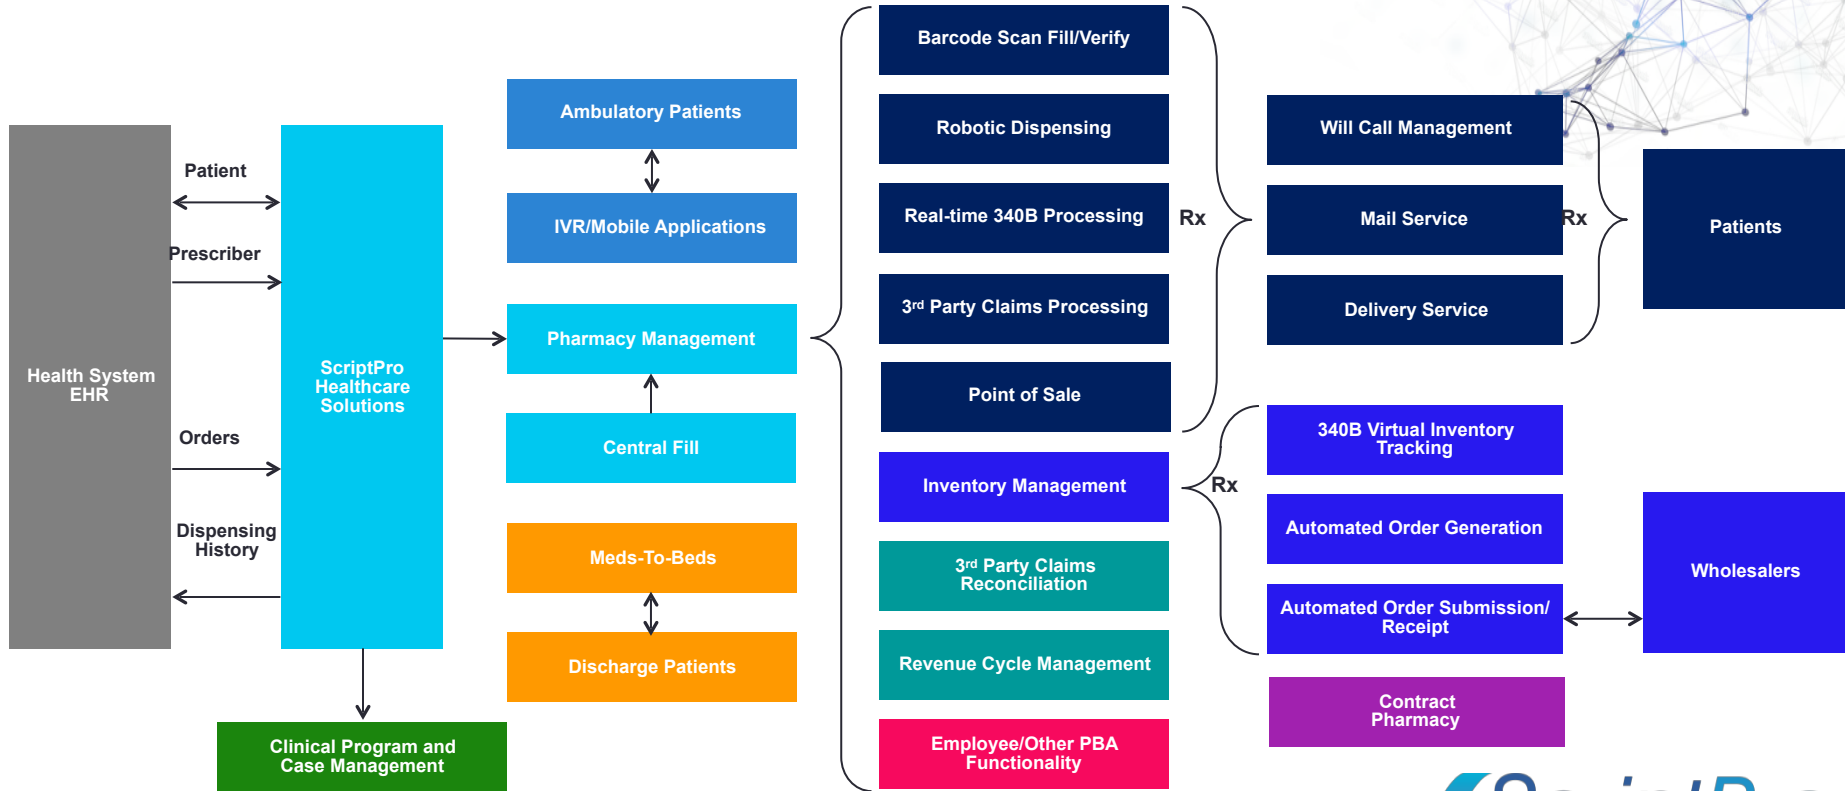 Health System
EHR
Patient
Prescriber
Orders
Dispensing
History
ScriptPro
Healthcare
Solutions
Clinical Program and
Case Management
Ambulatory Patients
IVR/Mobile Applications
Pharmacy Management
Central Fill
Meds-To-Beds
Discharge Patients
Barcode Scan Fill/Verify
Robotic Dispensing
Real-time 340B Processing
3rd Party Claims Processing
Point of Sale
Inventory Management
3rd Party Claims
Reconciliation
Revenue Cycle Management
Employee/Other PBA
Functionality
Rx
Rx
Will Call Management
Mail Service
Delivery Service
340B Virtual Inventory
Tracking
Automated Order Generation
Automated Order Submission/
Receipt
Contract
Pharmacy
Rx
Patients
Wholesalers